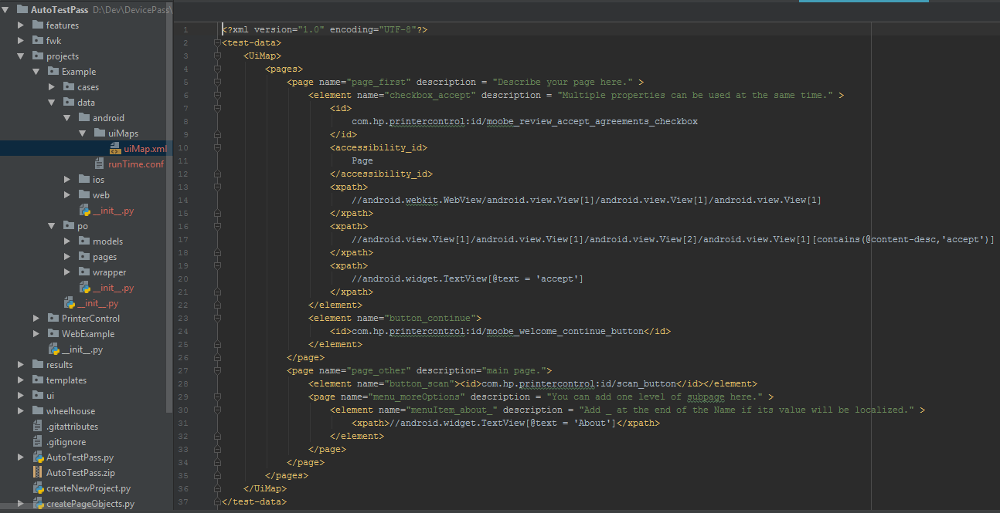 AutoTestPass D:\Dev\DevicePass\
features
fwk
projects
Example
cases
data
android
uiMaps
uiMap.xml
runTime.conf
ios
web
__init__.py
po
models
pages
wrapper
__init__.py
__init__.py
PrinterControl
WebExample
__init__.py
results
templates
ui
wheelhouse
.gitattributes
.gitignore
AutoTestPass.py
AutoTestPass.zip
createNewProject.py
createPageObjects.py
1 <?xml version="1.0" encoding="UTF-8"?>
2 <test-data>
3 <UiMap>
4 <pages>
5 <page name="page_first" description = "Describe your page here." >
6 <element name="checkbox_accept" description = "Multiple properties can be used at the same time." >
7 <id>
8 com.hp.printercontrol:id/moobe_review_accept_agreements_checkbox
9 </id>
10 <accessibility_id>
11 Page
12 </accessibility_id>
13 <xpath>
14 //android.webkit.WebView/android.view.View[1]/android.view.View[1]/android.view.View[1]
15 </xpath>
16 <xpath>
17 //android.view.View[1]/android.view.View[1]/android.view.View[2]/android.view.View[1][contains(@content-desc,'accept')]
18 </xpath>
19 <xpath>
20 //android.widget.TextView[@text = 'accept']
21 </xpath>
22 </element>
23 <element name="button_continue">
24 <id>com.hp.printercontrol:id/moobe_welcome_continue_button</id>
25 </element>
26 </page>
27 <page name="page_other" description="main page.">
28 <element name="button_scan"><id>com.hp.printercontrol:id/scan_button</id></element>
29 <page name="menu_moreOptions" description = "You can add one level of subpage here." >
30 <element name="menuItem_about_" description = "Add _ at the end of the Name if its value will be localized." >
31 <xpath>//android.widget.TextView[@text = 'About']</xpath>
32 </element>
33 </page>
34 </page>
35 </pages>
36 </UiMap>
37 </test-data>